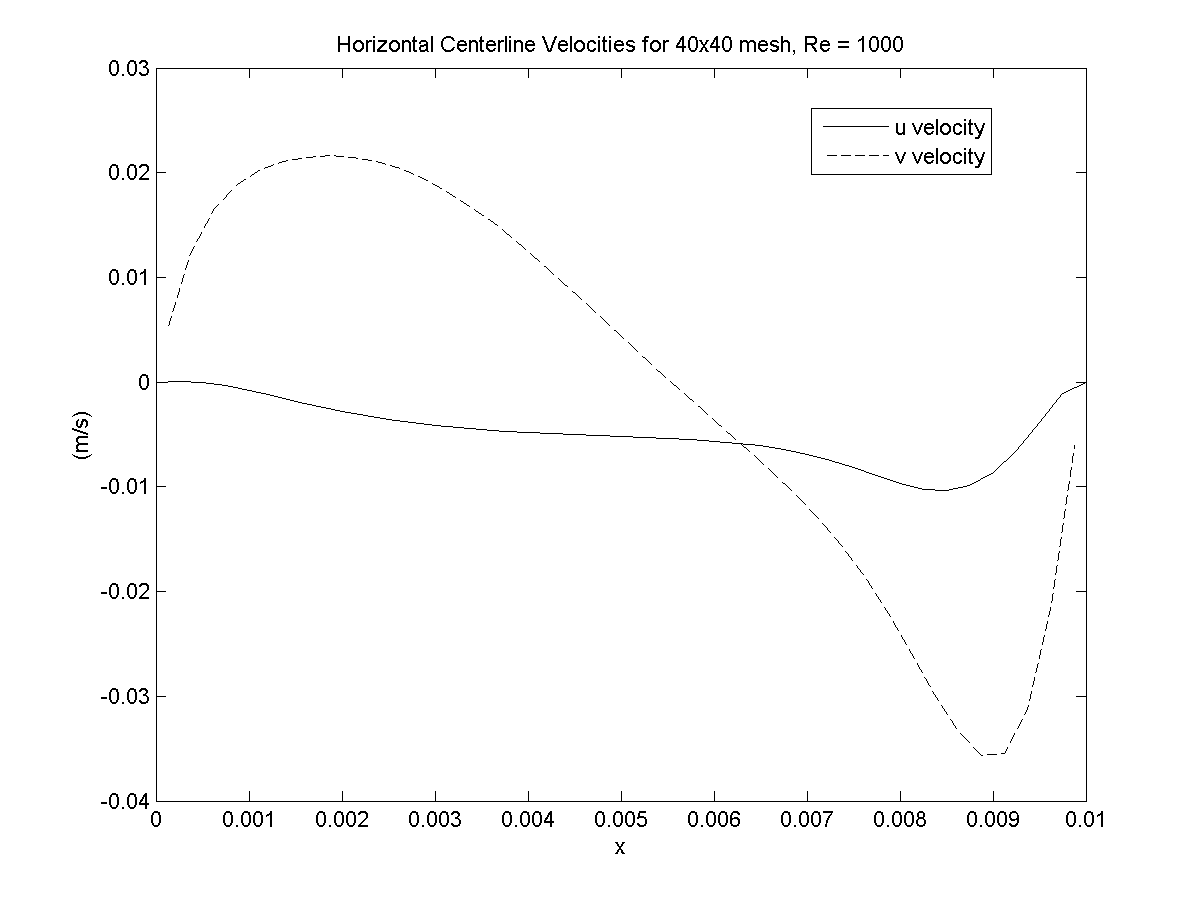 Horizontal Centerline Velocities for 40x40 mesh, Re = 1000
u velocity
v velocity
0.03
0.02
0.01
0
-0.01
-0.02
-0.03
-0.04
(m/s)
0 0.001 0.002 0.003 0.004 0.005 0.006 0.007 0.008 0.009 0.01
x